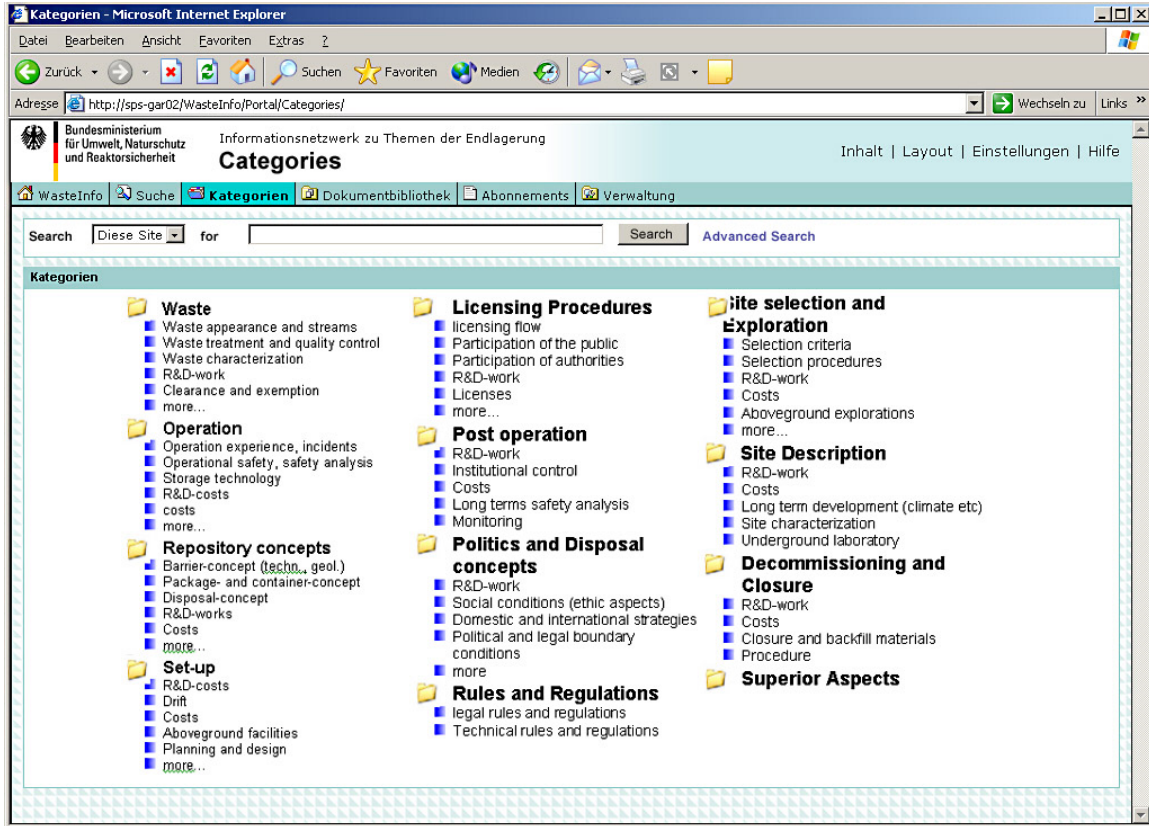 Kategorien - Microsoft Internet Explorer
Datei Bearbeiten Ansicht Favoriten Extras ?
Zurück Suchen Favoriten Medien
Adresse http://sps-gar02/WasteInfo/Portal/Categories/ Wechseln zu Links »
Bundesministerium
für Umwelt, Naturschutz
und Reaktorsicherheit
Informationsnetzwerk zu Themen der Endlagerung
Categories
Inhalt | Layout | Einstellungen | Hilfe
WasteInfo Suche Kategorien Dokumentbibliothek Abonnements Verwaltung
Search Diese Site for Search Advanced Search
Kategorien
Waste
Waste appearance and streams
Waste treatment and quality control
Waste characterization
R&D-work
Clearance and exemption
more...
Operation
Operation experience, incidents
Operational safety, safety analysis
Storage technology
R&D-costs
costs
more...
Repository concepts
Barrier-concept (techn., geol.)
Package- and container-concept
Disposal-concept
R&D-works
Costs
more...
Set-up
R&D-costs
Drift
Costs
Aboveground facilities
Planning and design
more...
Licensing Procedures
licensing flow
Participation of the public
Participation of authorities
R&D-work
Licenses
more...
Post operation
R&D-work
Institutional control
Costs
Long terms safety analysis
Monitoring
Politics and Disposal
concepts
R&D-work
Social conditions (ethic aspects)
Domestic and international strategies
Political and legal boundary
conditions
more
Rules and Regulations
legal rules and regulations
Technical rules and regulations
Site selection and
Exploration
Selection criteria
Selection procedures
R&D-work
Costs
Aboveground explorations
more...
Site Description
R&D-work
Costs
Long term development (climate etc)
Site characterization
Underground laboratory
Decommissioning and
Closure
R&D-work
Costs
Closure and backfill materials
Procedure
Superior Aspects